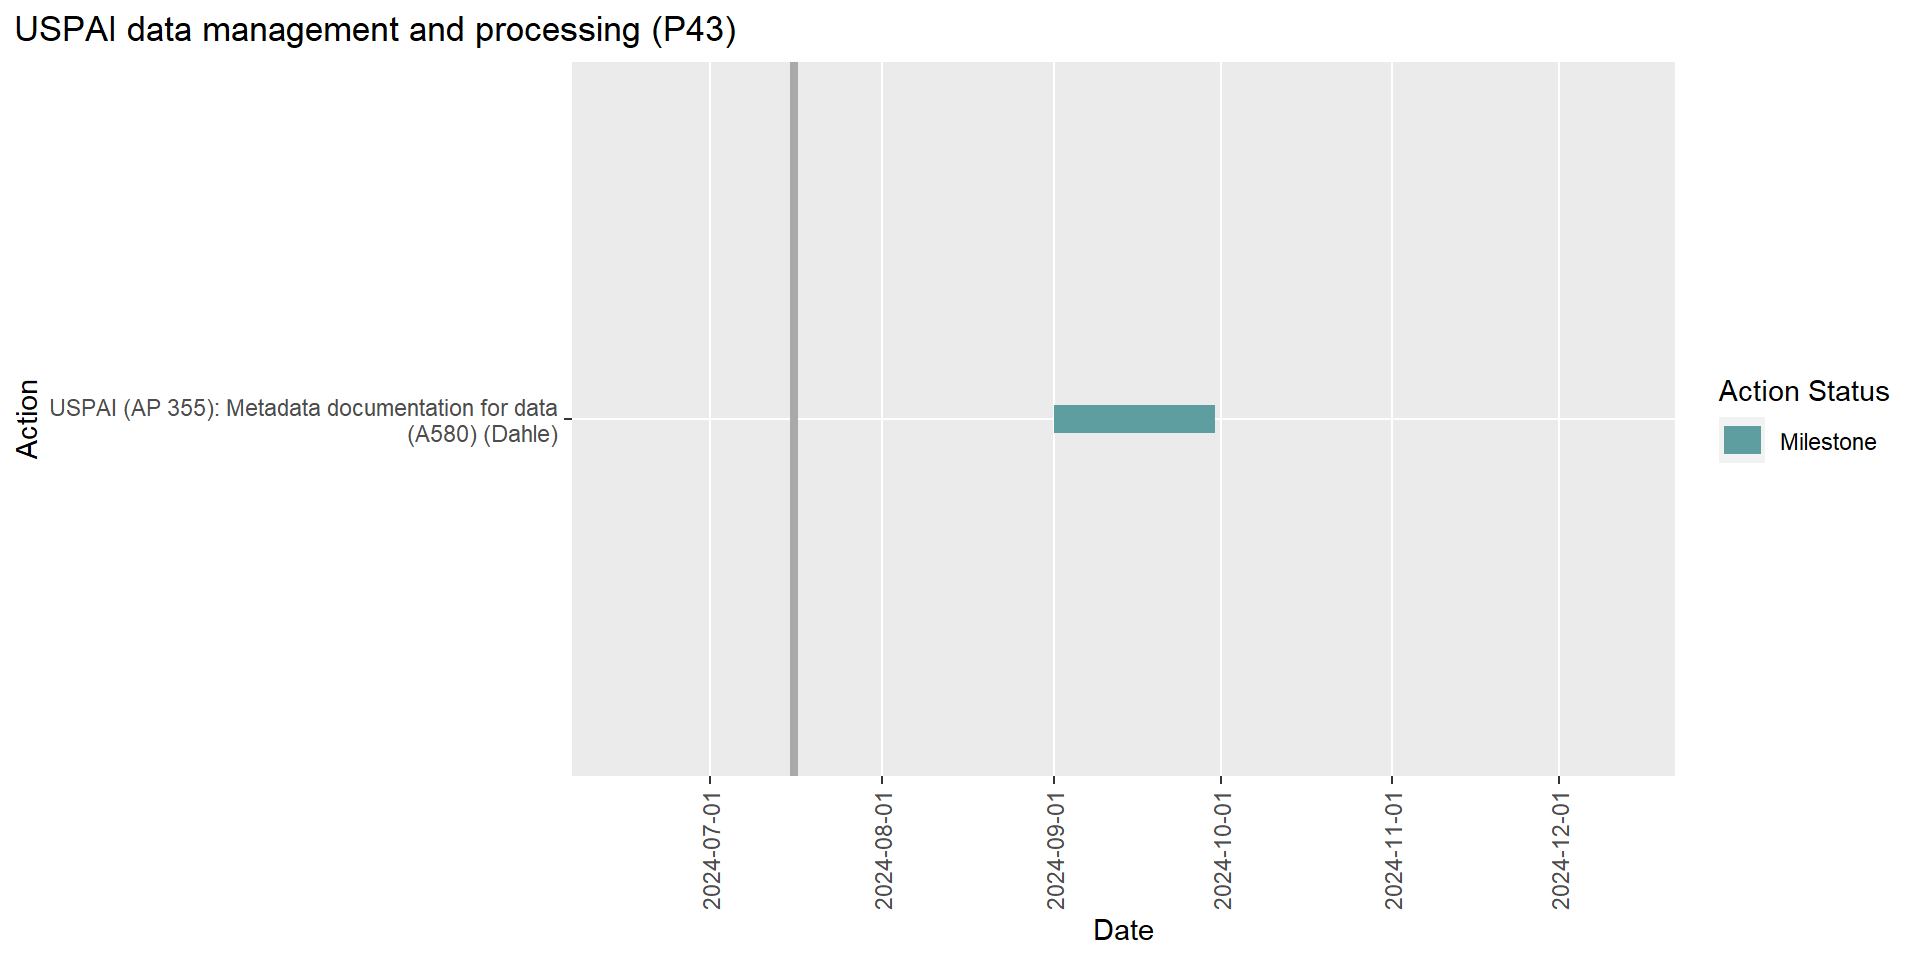 USPAI data management and processing (P43)
Action
USPAI (AP 355): Metadata documentation for data
(A580) (Dahle)
Action Status
Milestone
2024-07-01
2024-08-01
2024-09-01
2024-10-01
2024-11-01
2024-12-01
Date